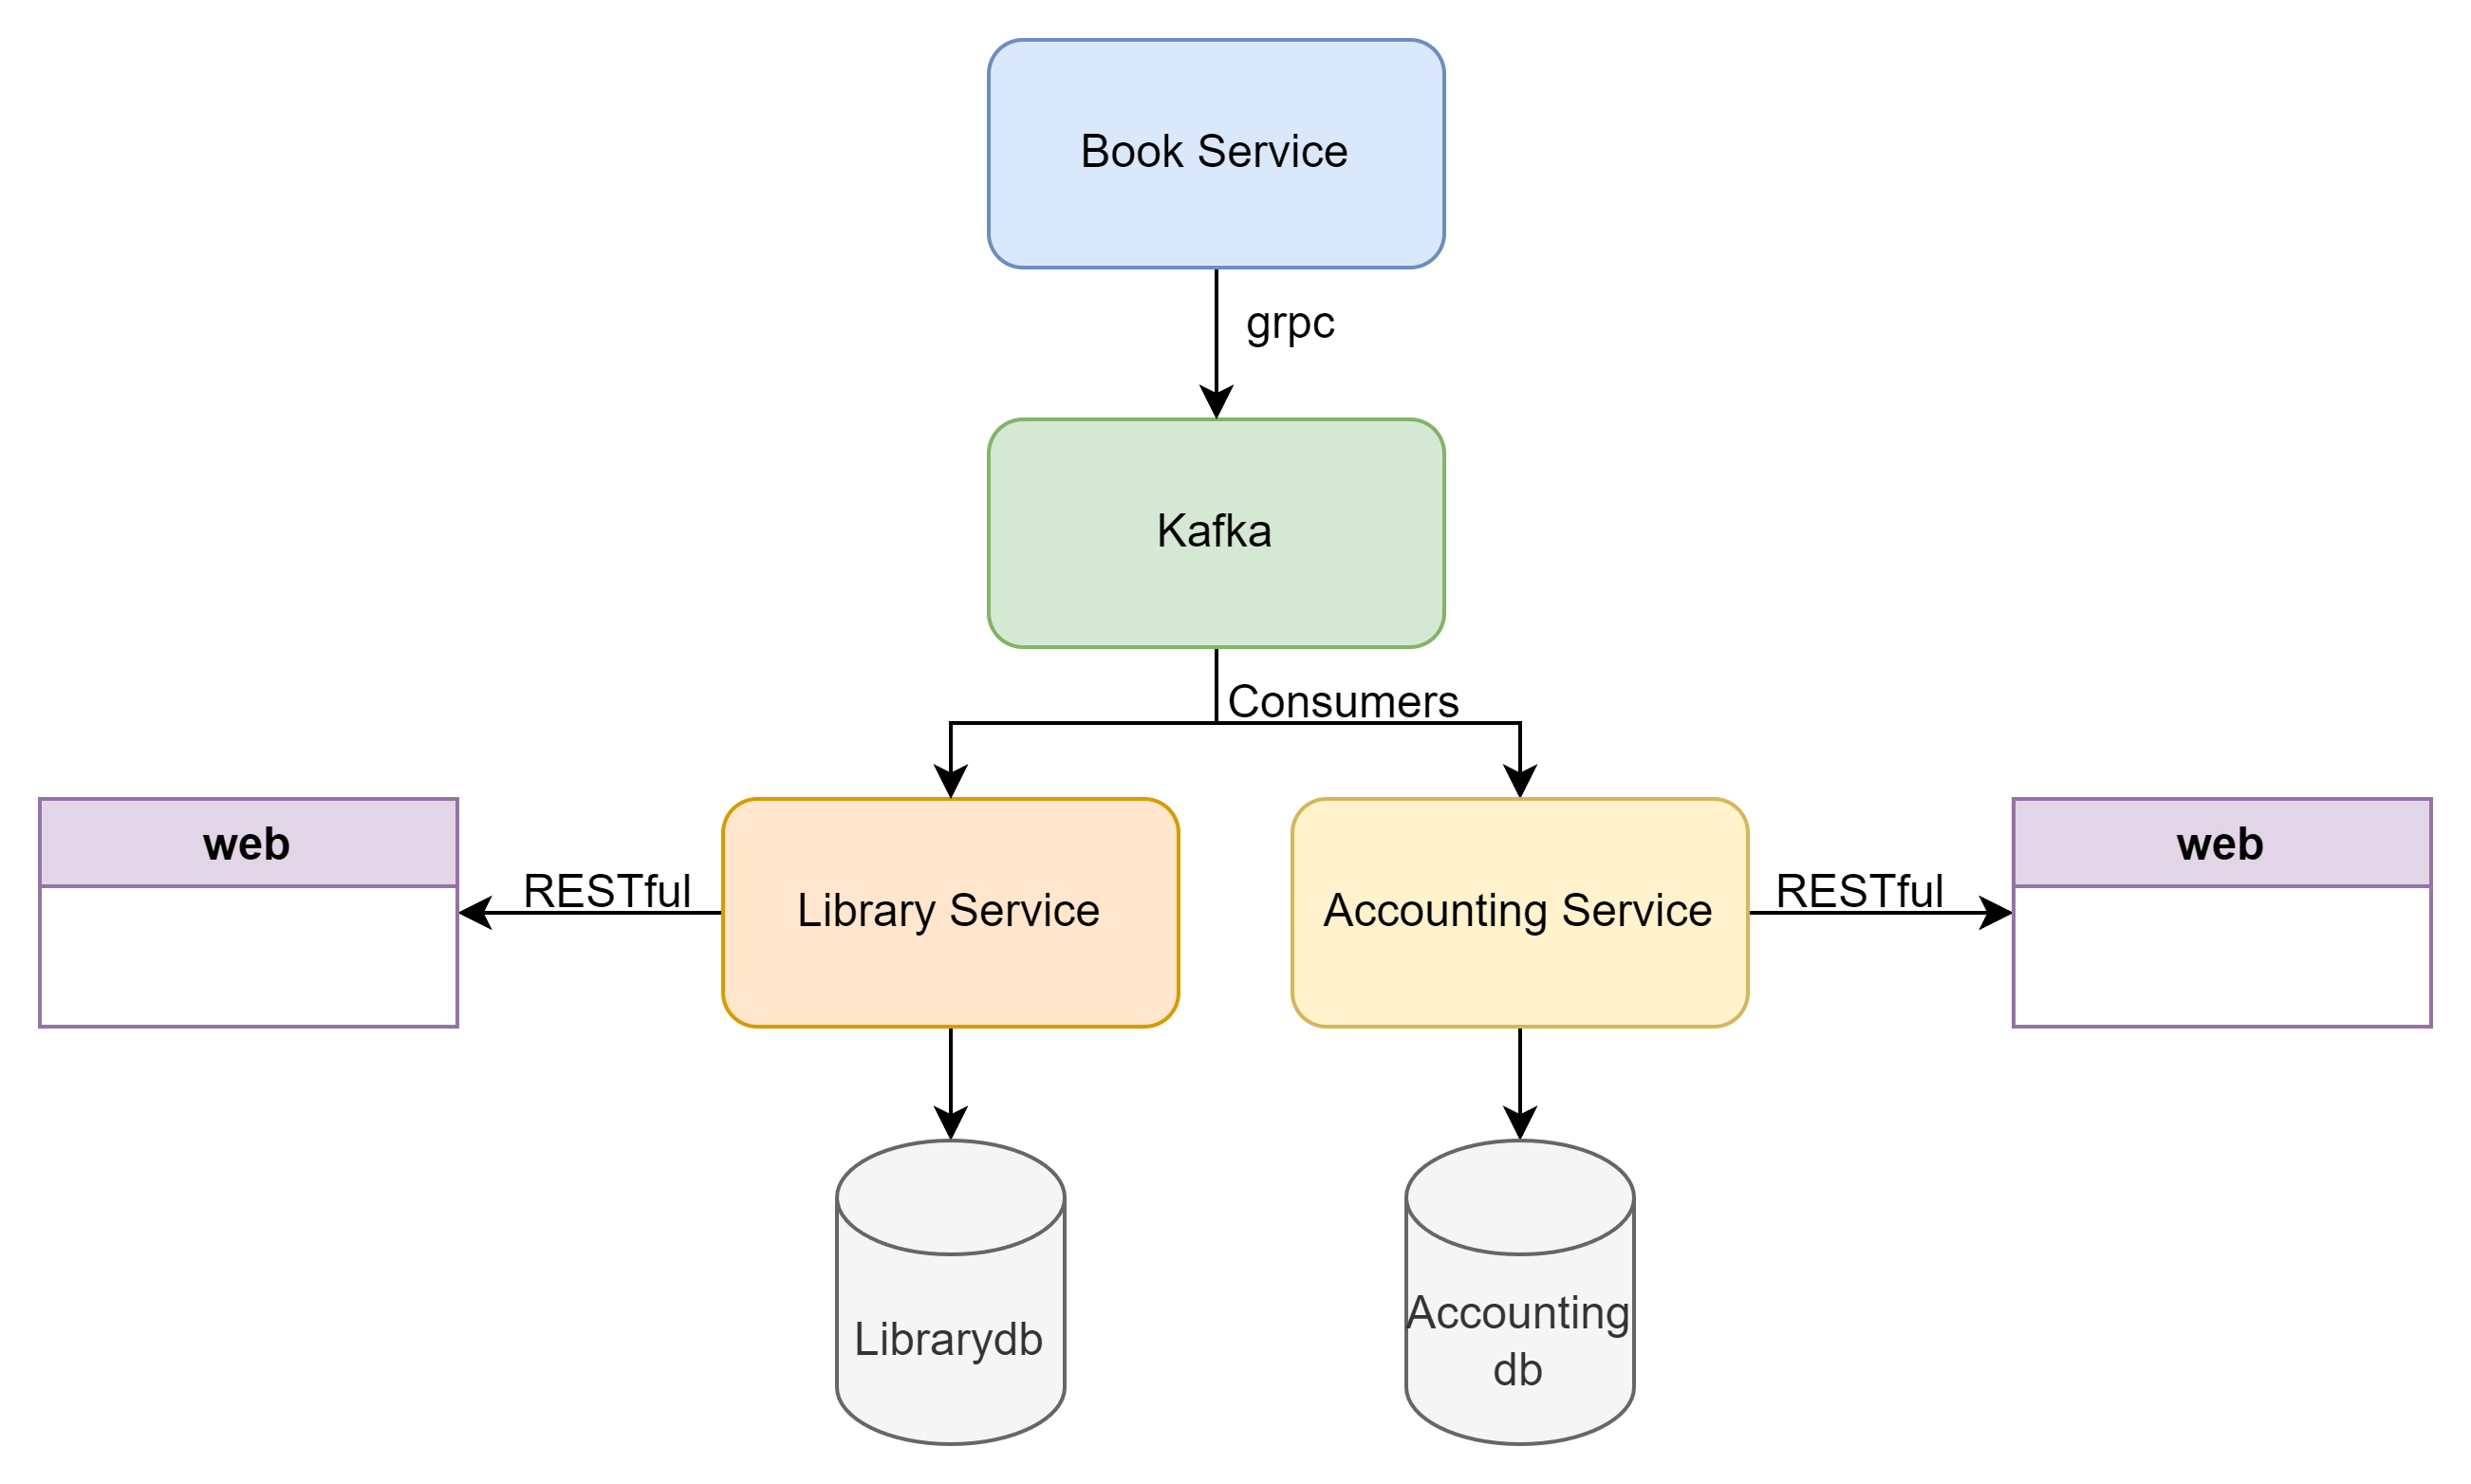 Book Service
grpc
Kafka
Consumers
web
RESTful
Library Service
Accounting Service
RESTful
web
Librarydb
Accounting
db